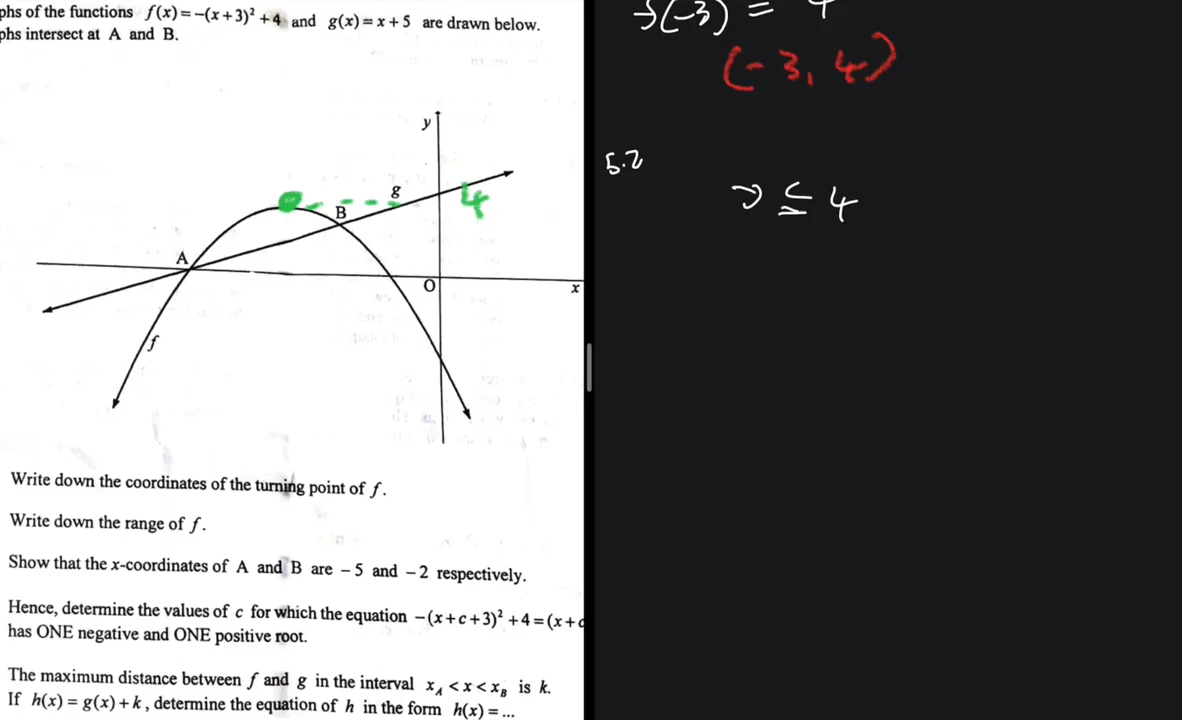 phs of the functions f(x) = −(x+3)² + 4 and g(x) = x + 5 are drawn below.
phs intersect at A and B.
y
g
4
B
A
O
x
f
Write down the coordinates of the turning point of f.
Write down the range of f.
Show that the x-coordinates of A and B are − 5 and − 2 respectively.
Hence, determine the values of c for which the equation −(x+c+3)² + 4 = (x+c
has ONE negative and ONE positive root.
The maximum distance between f and g in the interval x_A < x < x_B is k.
If h(x) = g(x) + k, determine the equation of h in the form h(x) = ...
f(-3) = 4
(-3, 4)
5.2
y ≤ 4